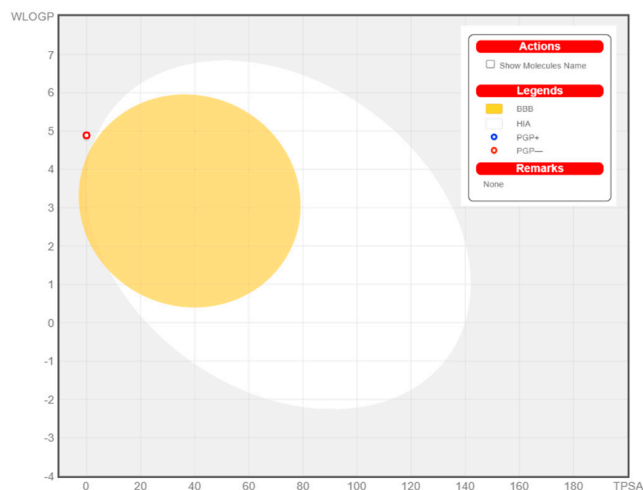 WLOGP
7
6
5
4
3
2
1
0
-1
-2
-3
-4
0
20
40
60
80
100
120
140
160
180
TPSA
Actions
Show Molecules Name
Legends
BBB
HIA
PGP+
PGP—
Remarks
None